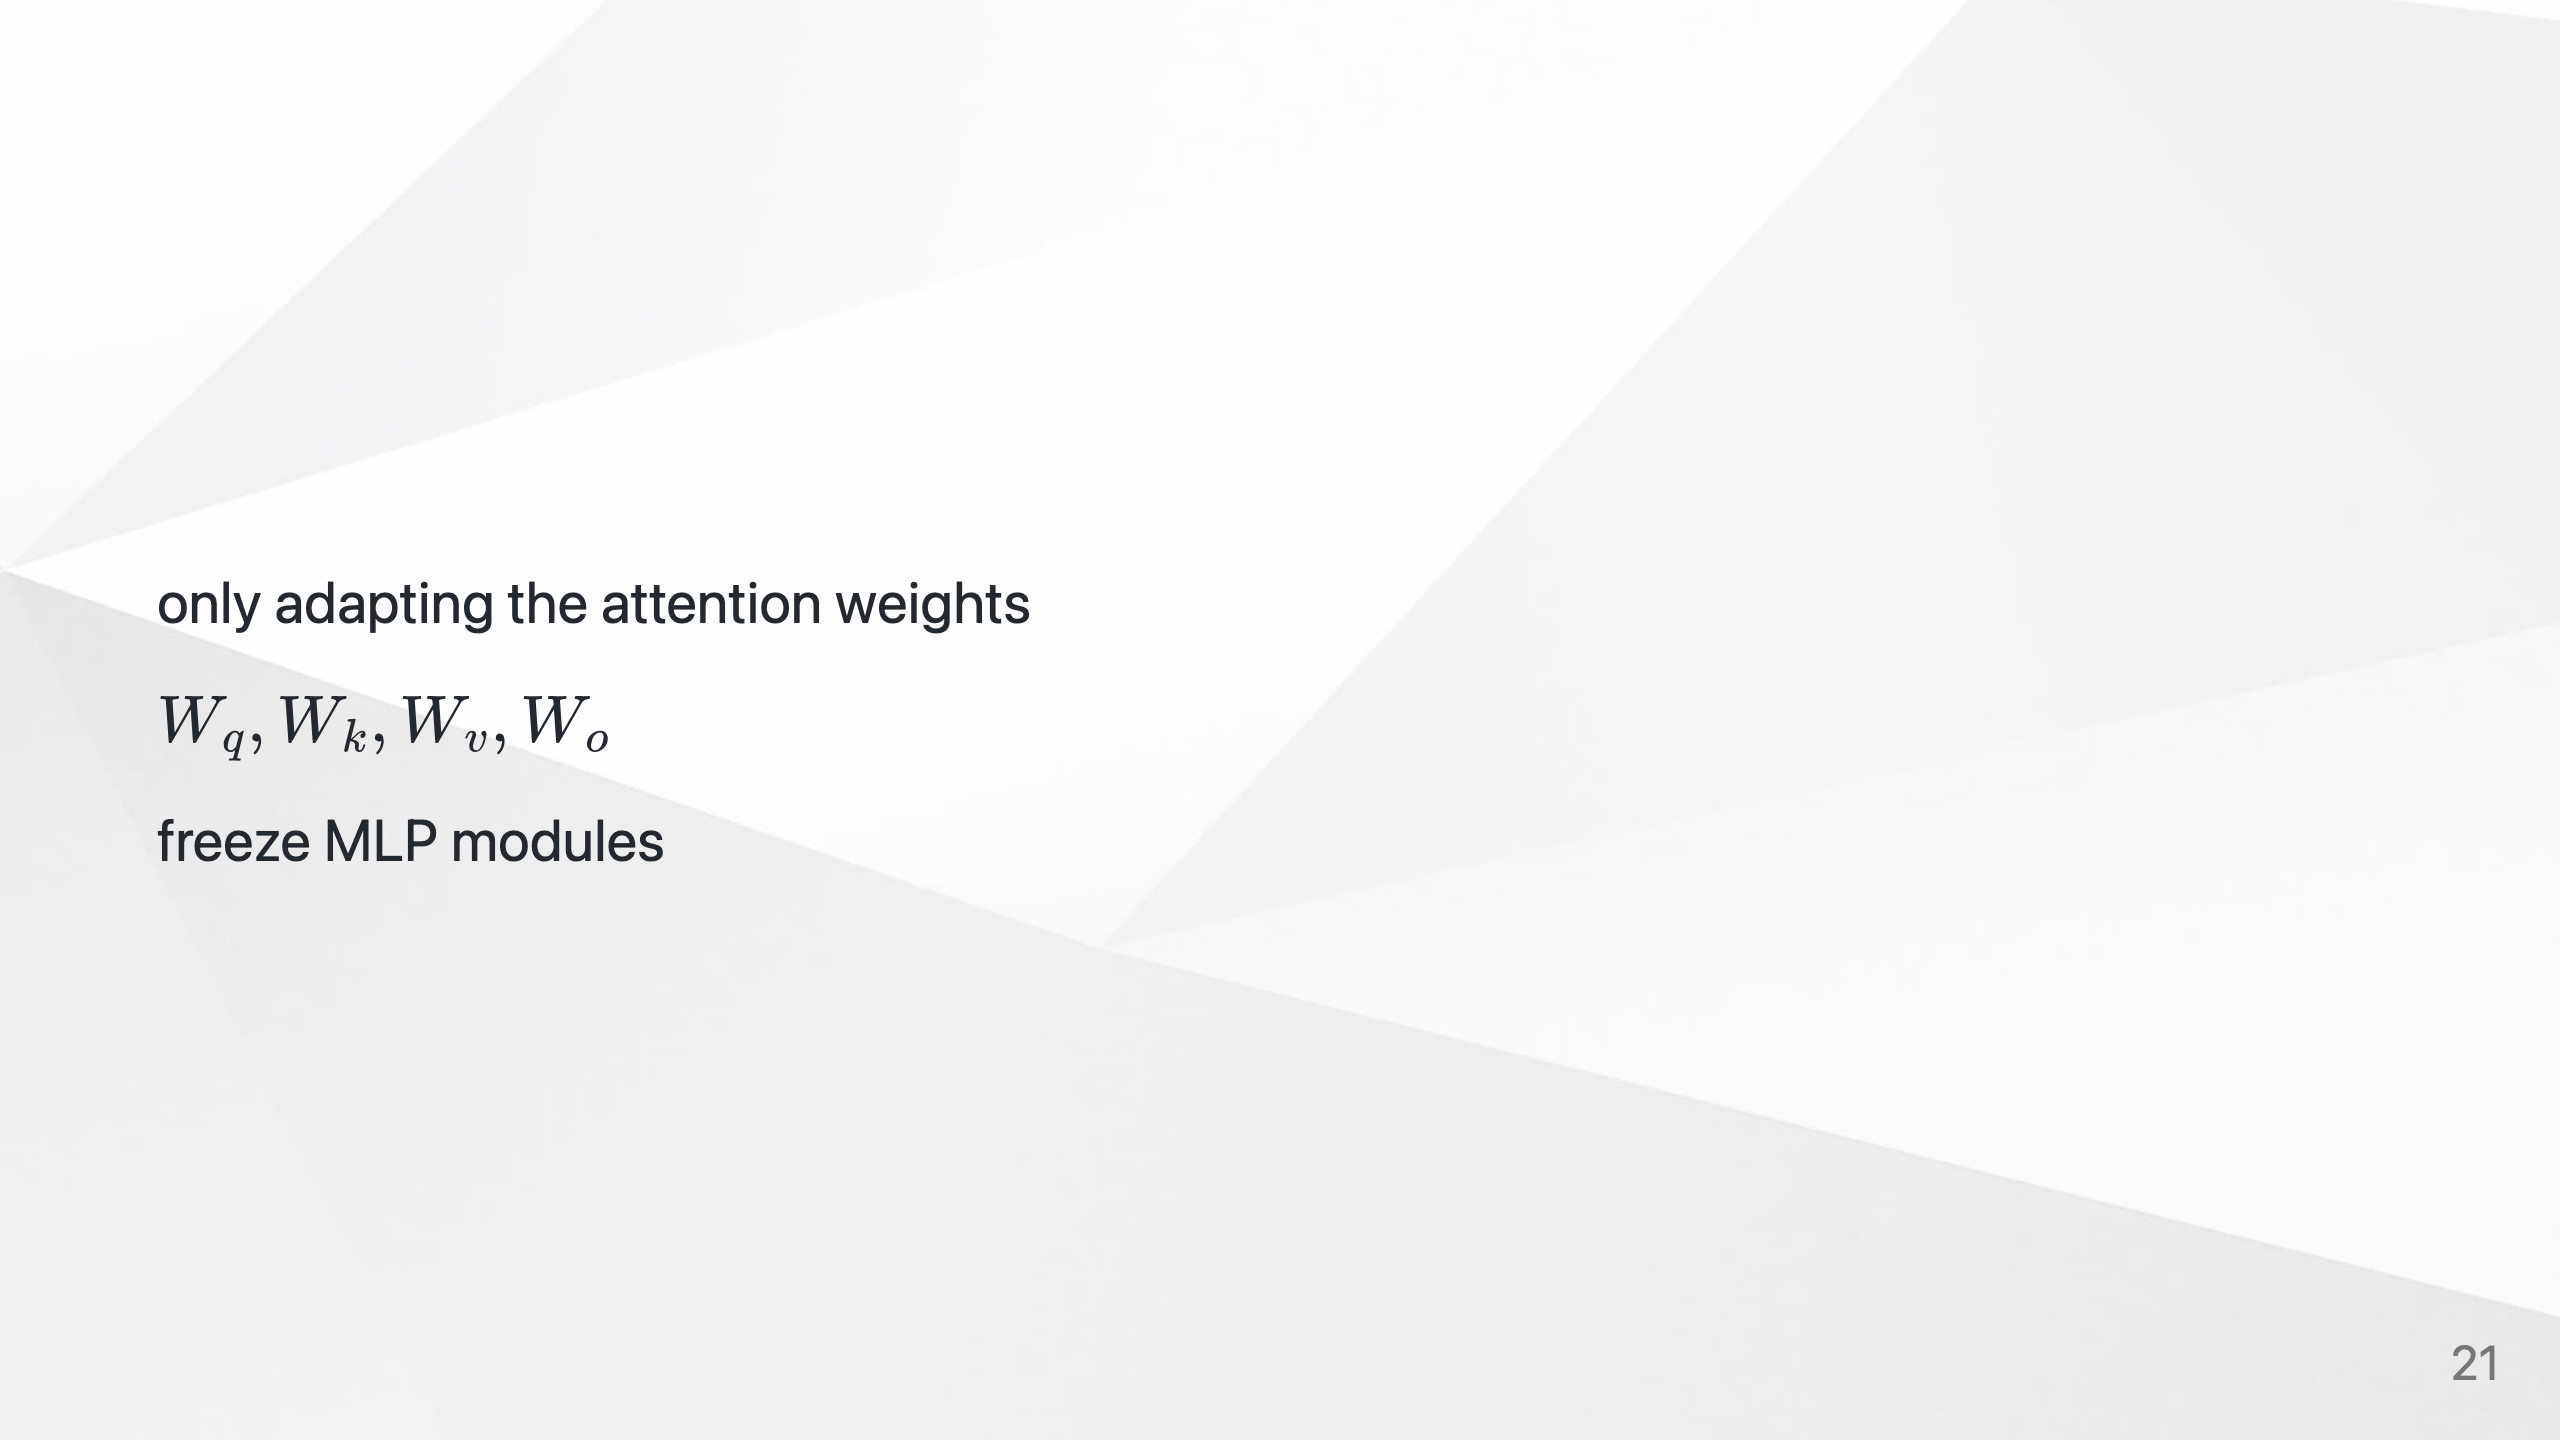 only adapting the attention weights
W_q, W_k, W_v, W_o
freeze MLP modules
21